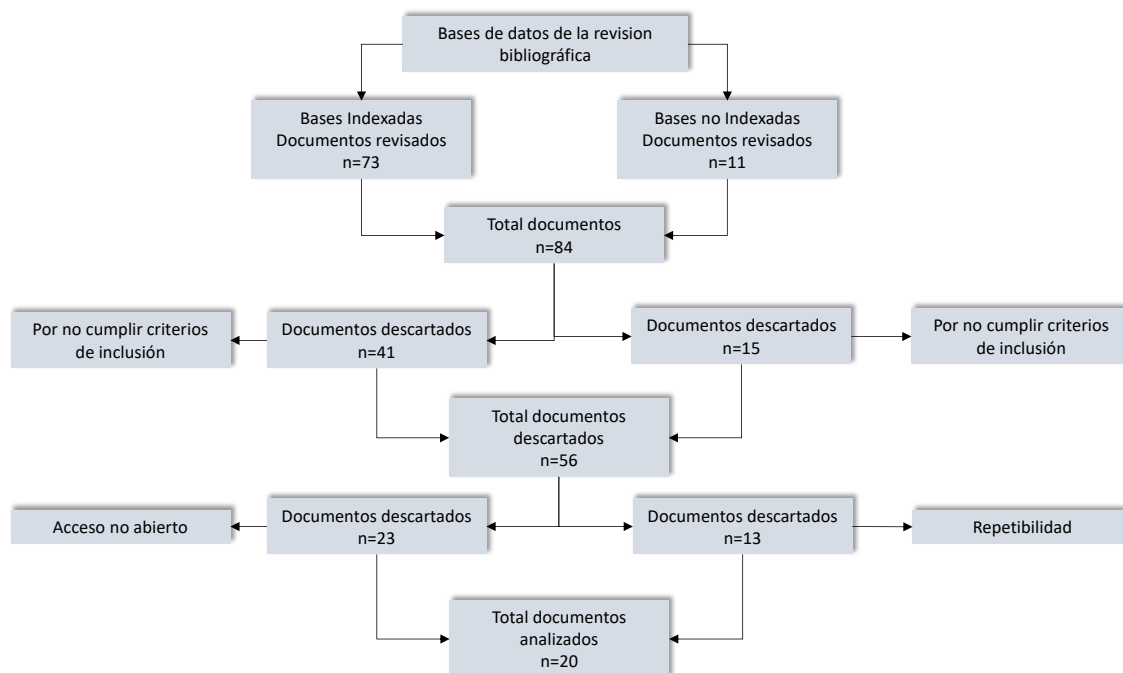 Bases de datos de la revision
bibliográfica
Bases Indexadas
Documentos revisados
n=73
Bases no Indexadas
Documentos revisados
n=11
Total documentos
n=84
Por no cumplir criterios
de inclusión
Documentos descartados
n=41
Documentos descartados
n=15
Por no cumplir criterios
de inclusión
Total documentos
descartados
n=56
Acceso no abierto
Documentos descartados
n=23
Documentos descartados
n=13
Repetibilidad
Total documentos
analizados
n=20